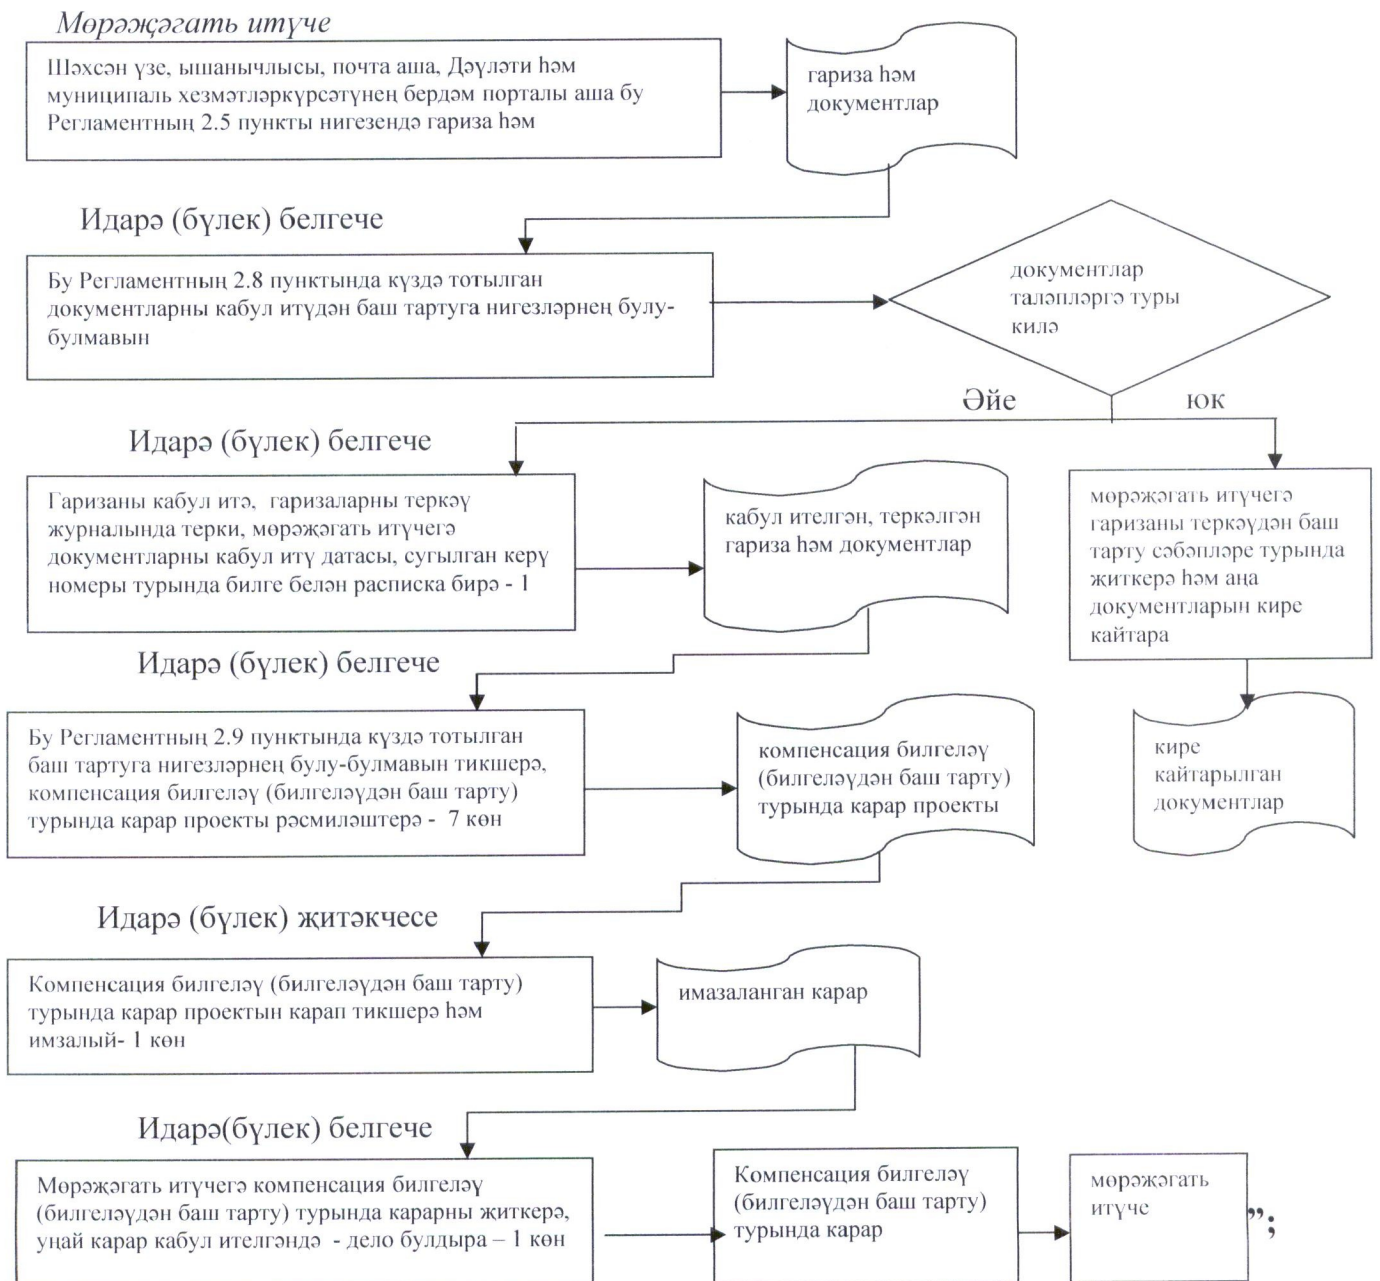 Мөрәҗәгать итүче
Шәхсән үзе, ышанычлысы, почта аша, Дәүләти һәм
муниципаль хезмәтләркүрсәтүнең бердәм порталы аша бу
Регламентның 2.5 пункты нигезендә гариза һәм
гариза һәм
документлар
Идарә (бүлек) белгече
Бу Регламентның 2.8 пунктында күздә тотылган
документларны кабул итүдән баш тартуга нигезләрнең булу-
булмавын
документлар
таләпләргә туры
килә
Әйе
юк
Идарә (бүлек) белгече
Гаризаны кабул итә, гаризаларны теркәү
журналында терки, мөрәҗәгать итүчегә
документларны кабул итү датасы, сугылган керү
номеры турында билге белән расписка бирә - 1
кабул ителгән, теркәлгән
гариза һәм документлар
мөрәҗәгать итүчегә
гаризаны теркәүдән баш
тарту сәбәпләре турында
җиткерә һәм аңа
документларын кире
кайтара
Идарә (бүлек) белгече
Бу Регламентның 2.9 пунктында күздә тотылган
баш тартуга нигезләрнең булу-булмавын тикшерә,
компенсация билгеләү (билгеләүдән баш тарту)
турында карар проекты рәсмиләштерә - 7 көн
компенсация билгеләү
(билгеләүдән баш тарту)
турында карар проекты
кире
кайтарылган
документлар
Идарә (бүлек) җитәкчесе
Компенсация билгеләү (билгеләүдән баш тарту)
турында карар проектын карап тикшерә һәм
имзалый- 1 көн
имазаланган карар
Идарә(бүлек) белгече
Мөрәҗәгать итүчегә компенсация билгеләү
(билгеләүдән баш тарту) турында карарны җиткерә,
уңай карар кабул ителгәндә - дело булдыра – 1 көн
Компенсация билгеләү
(билгеләүдән баш тарту)
турында карар
мөрәҗәгать
итүче
”;